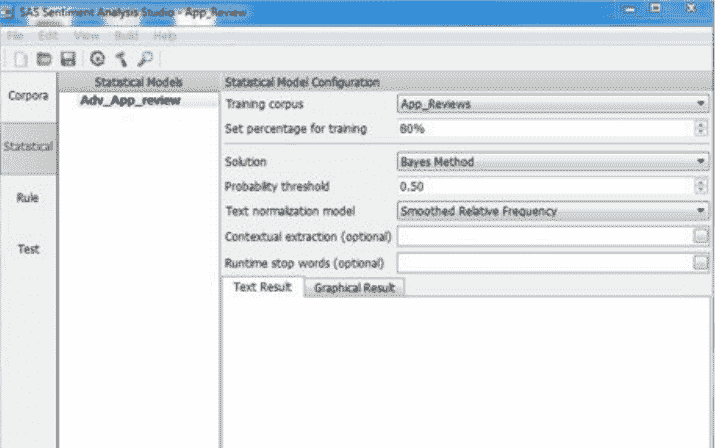 SAS Sentiment Analysis Studio - App_Review
File Edit View Build Help
Statistical Models
Statistical Model Configuration
Corpora
Adv_App_review
Training corpus App_Reviews
Set percentage for training 80%
Statistical
Solution Bayes Method
Probability threshold 0.50
Rule
Text normalization model Smoothed Relative Frequency
Contextual extraction (optional)
Test
Runtime stop words (optional)
Text Result Graphical Result